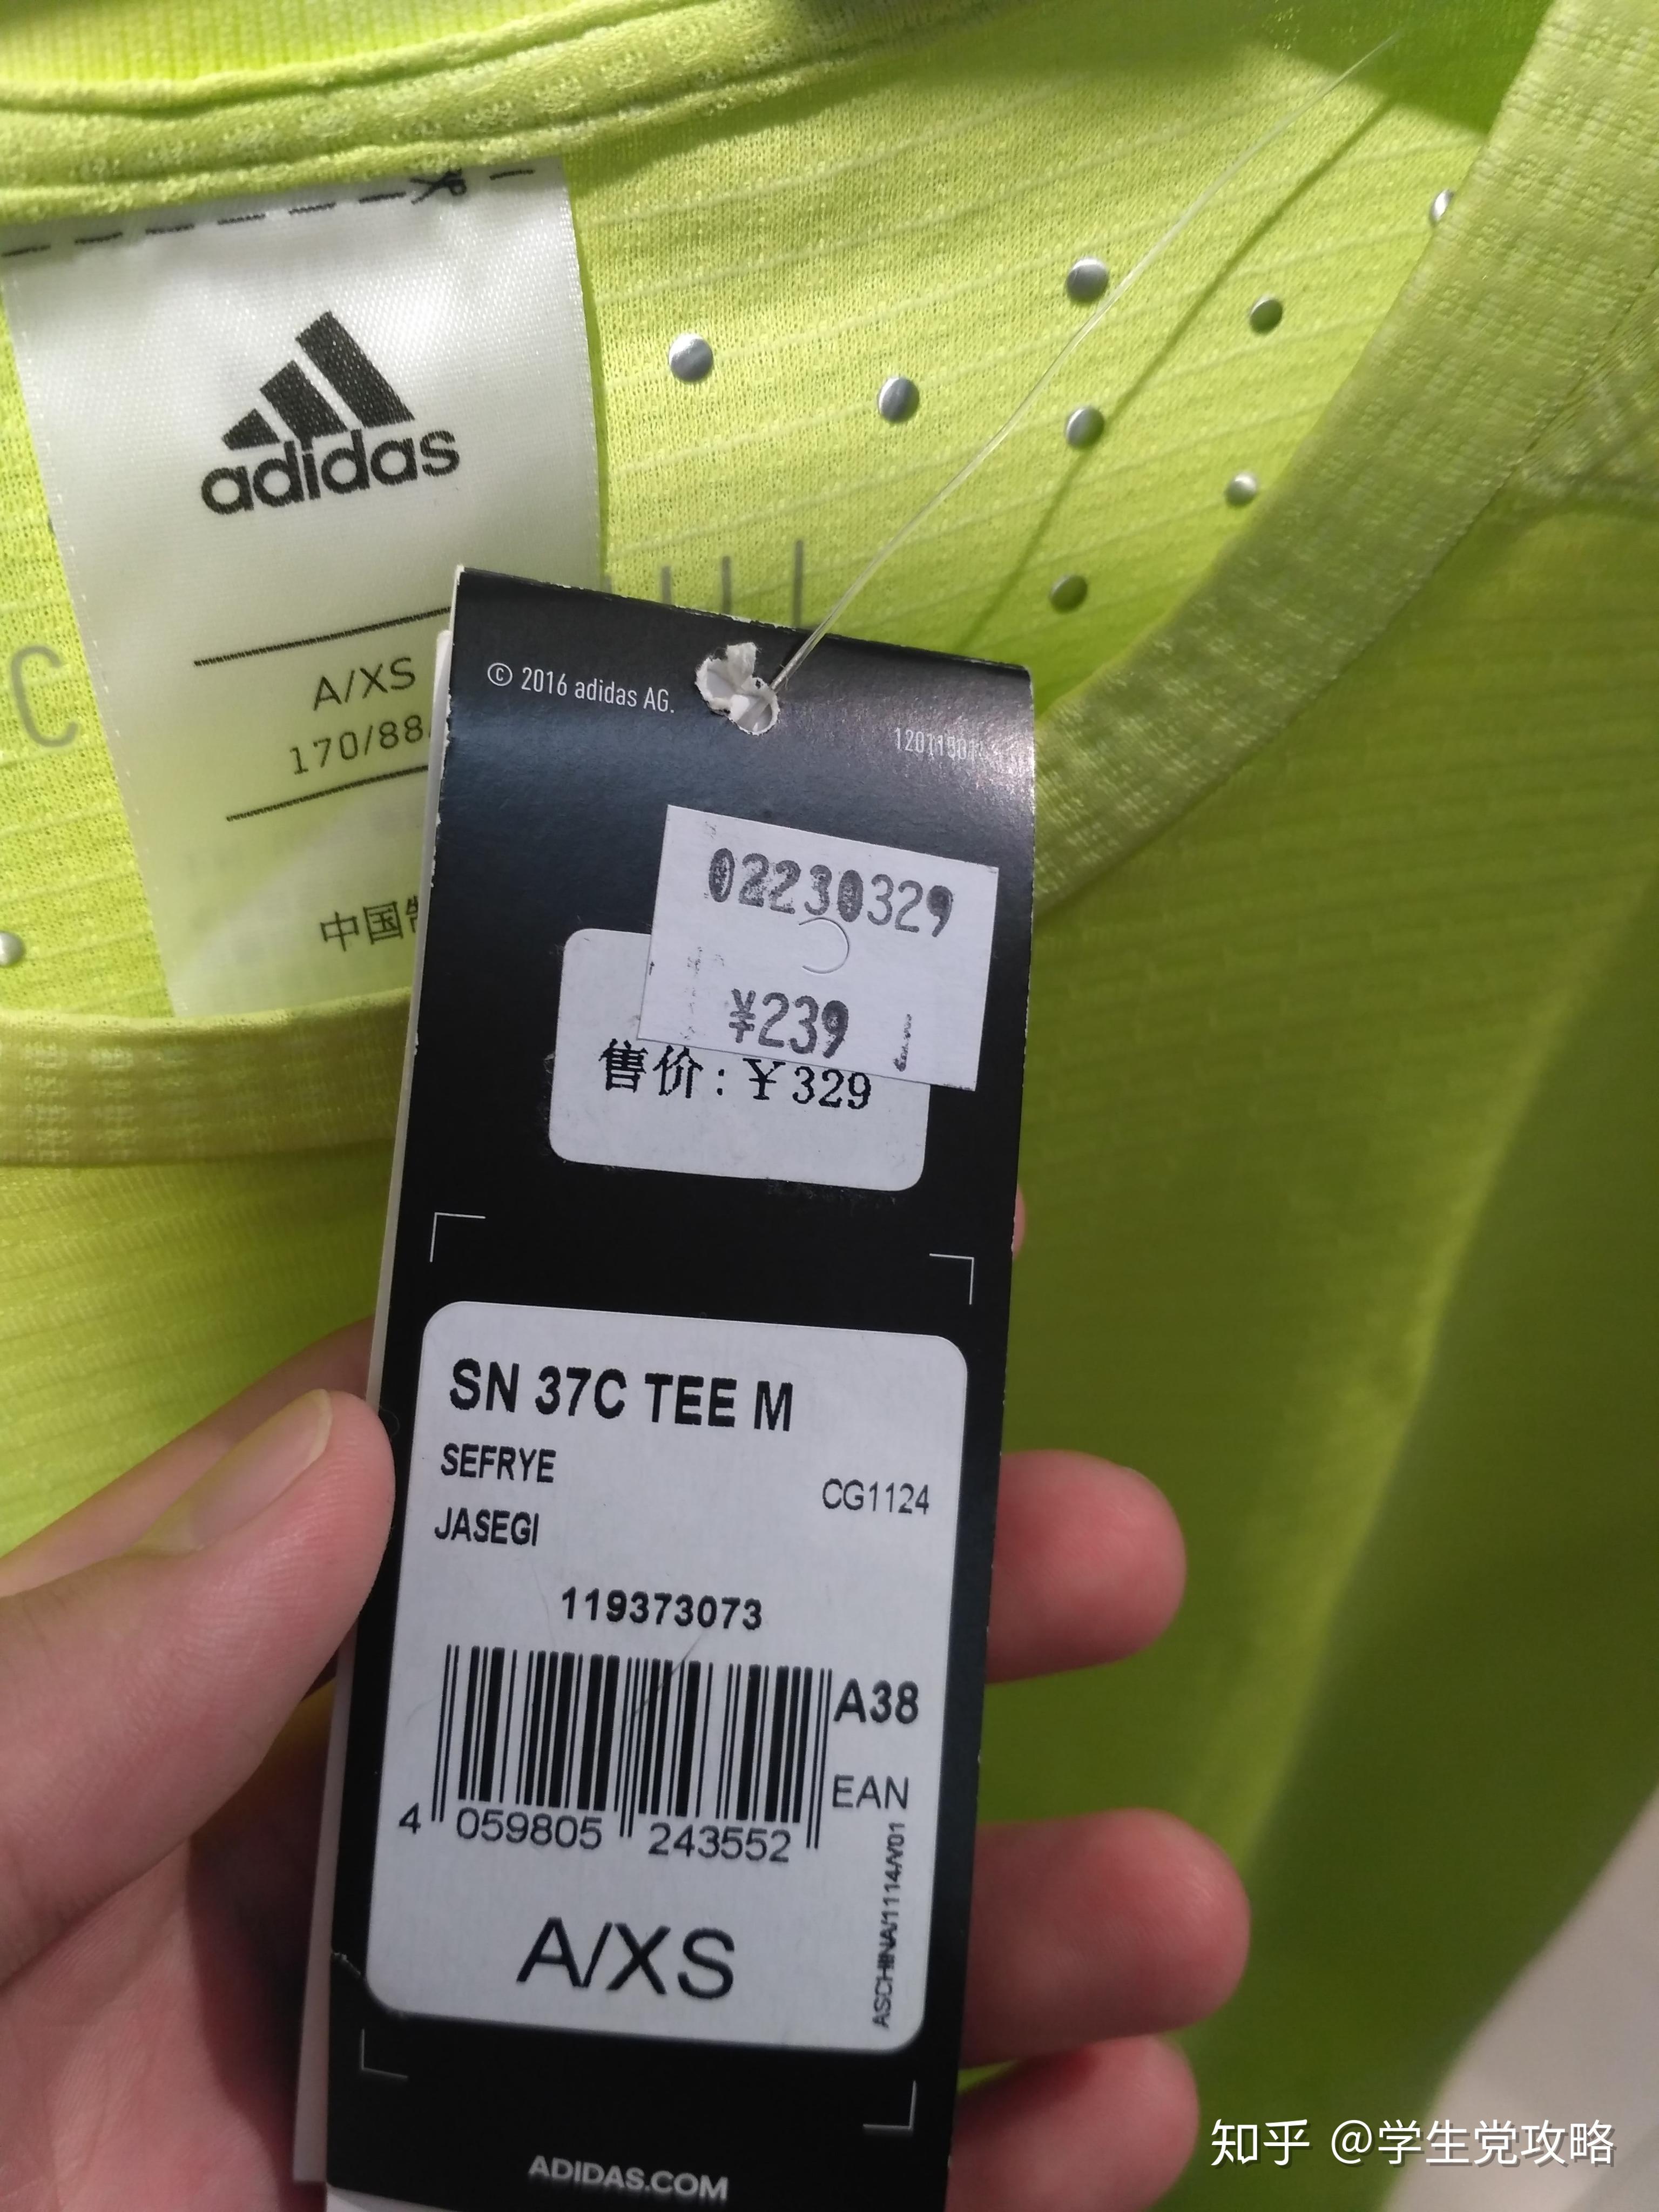 adidas
A/XS
170/88
中国
C
© 2016 adidas AG.
02230329
¥239
售价:¥329
SN 37C TEE M
SEFRYE
CG1124
JASEGI
119373073
A38
EAN
4 059805 243552
ASCHINA/1114/V01
A/XS
ADIDAS.COM
知乎 @学生党攻略